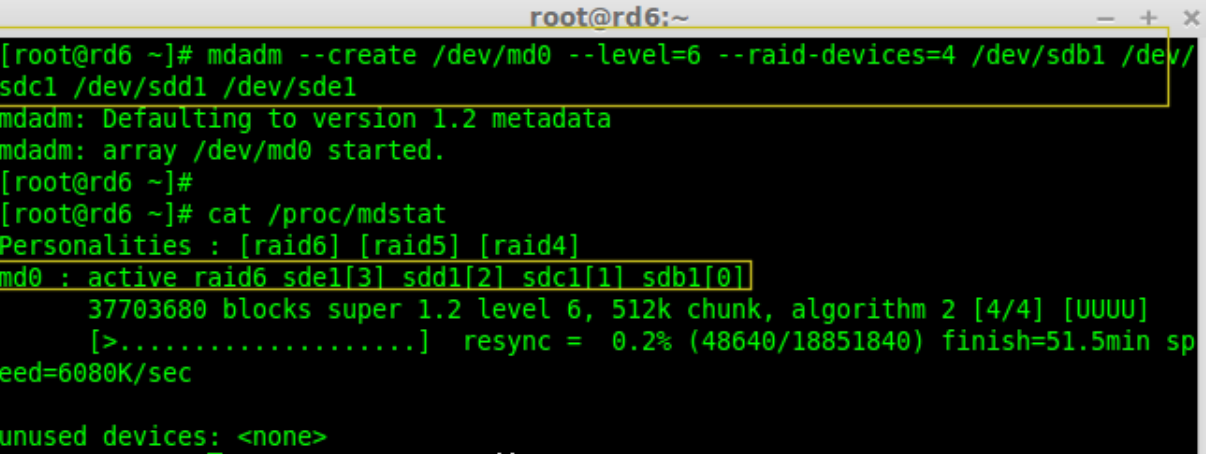 root@rd6:~
[root@rd6 ~]# mdadm --create /dev/md0 --level=6 --raid-devices=4 /dev/sdb1 /dev/
sdc1 /dev/sdd1 /dev/sde1
mdadm: Defaulting to version 1.2 metadata
mdadm: array /dev/md0 started.
[root@rd6 ~]#
[root@rd6 ~]# cat /proc/mdstat
Personalities : [raid6] [raid5] [raid4]
md0 : active raid6 sde1[3] sdd1[2] sdc1[1] sdb1[0]
      37703680 blocks super 1.2 level 6, 512k chunk, algorithm 2 [4/4] [UUUU]
      [>....................]  resync =  0.2% (48640/18851840) finish=51.5min sp
eed=6080K/sec
unused devices: <none>